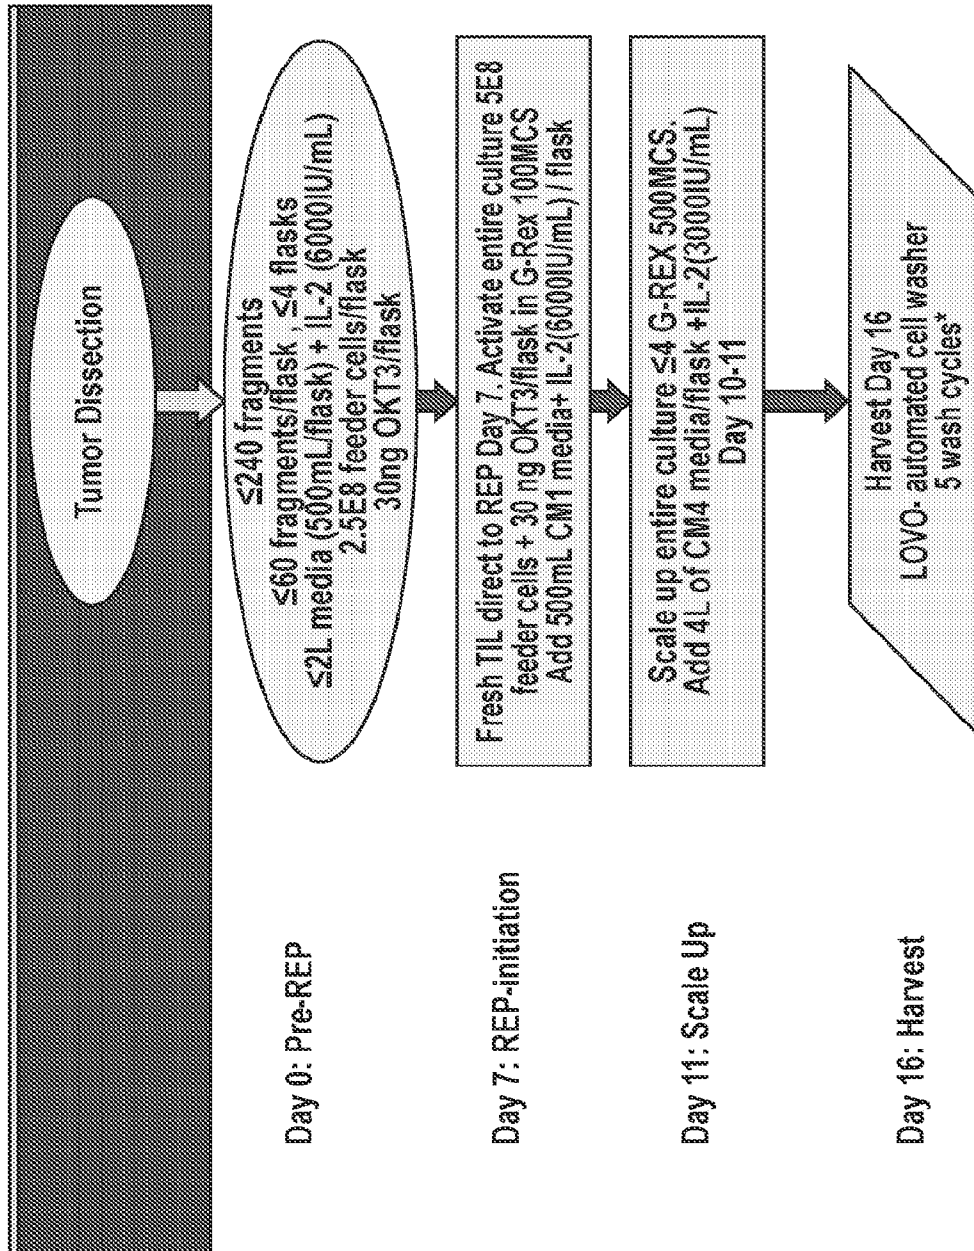 Tumor Dissection
Day 0: Pre-REP
≤240 fragments
≤60 fragments/flask , ≤4 flasks
≤2L media (500mL/flask) + IL-2 (6000IU/mL)
2.5E8 feeder cells/flask
30ng OKT3/flask
Day 7: REP-initiation
Fresh TIL direct to REP Day 7. Activate entire culture 5E8
feeder cells + 30 ng OKT3/flask in G-Rex 100MCS
Add 500mL CM1 media+ IL-2(6000IU/mL) / flask
Day 11: Scale Up
Scale up entire culture ≤4 G-REX 500MCS.
Add 4L of CM4 media/flask +IL-2(3000IU/mL)
Day 10-11
Day 16: Harvest
Harvest Day 16
LOVO- automated cell washer
5 wash cycles*